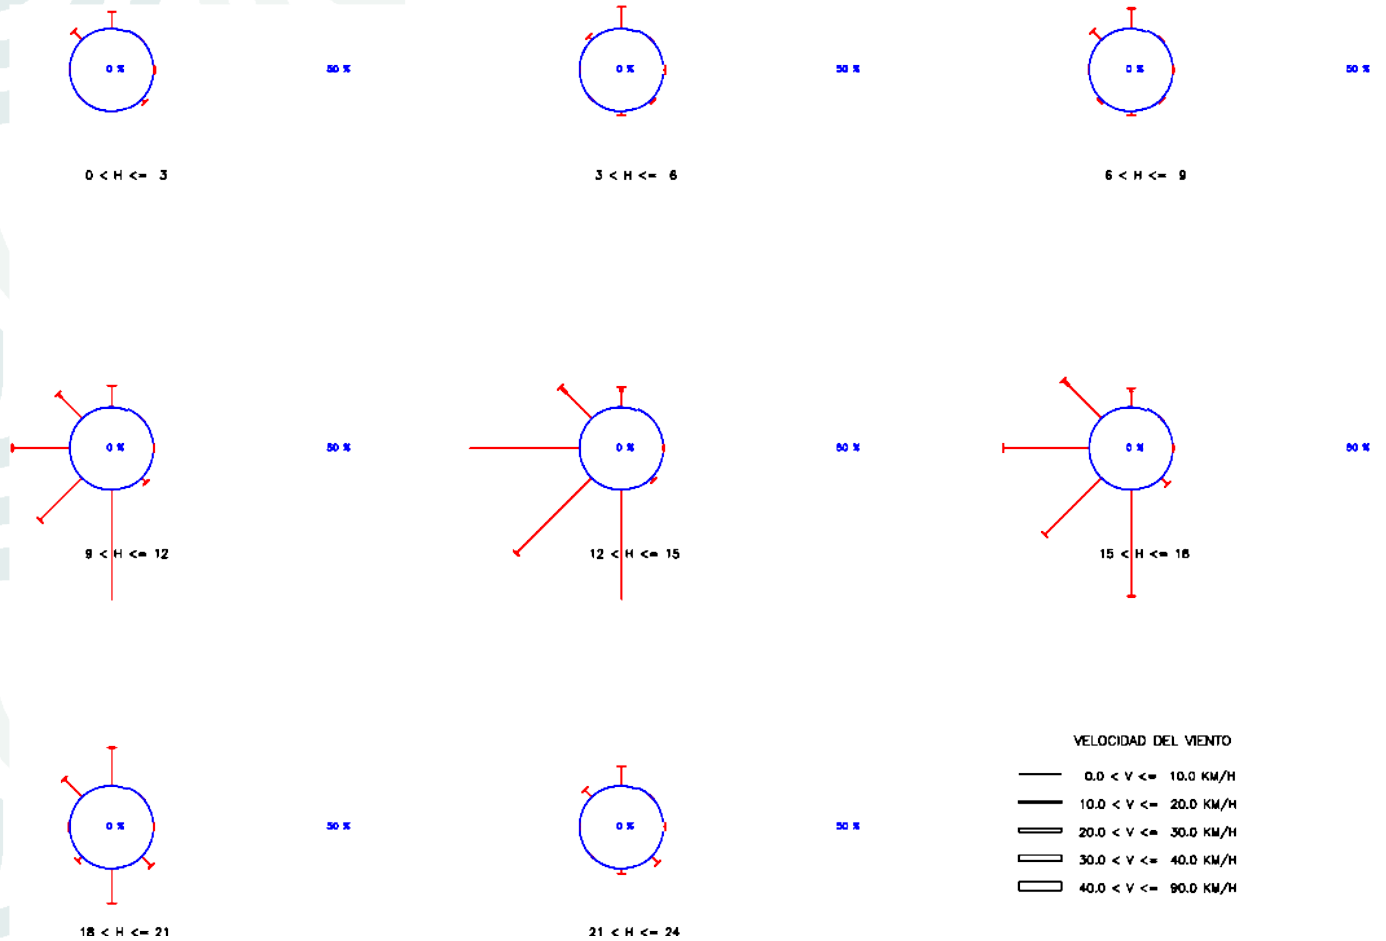 0 % 50 % 0 % 50 % 0 % 50 %
0 < H <= 3 3 < H <= 6 6 < H <= 9
0 % 50 % 0 % 50 % 0 % 50 %
9 < H <= 12 12 < H <= 15 15 < H <= 18
VELOCIDAD DEL VIENTO
0.0 < V <= 10.0 KM/H
10.0 < V <= 20.0 KM/H
0 % 50 % 0 % 50 % 20.0 < V <= 30.0 KM/H
30.0 < V <= 40.0 KM/H
40.0 < V <= 90.0 KM/H
18 < H <= 21 21 < H <= 24